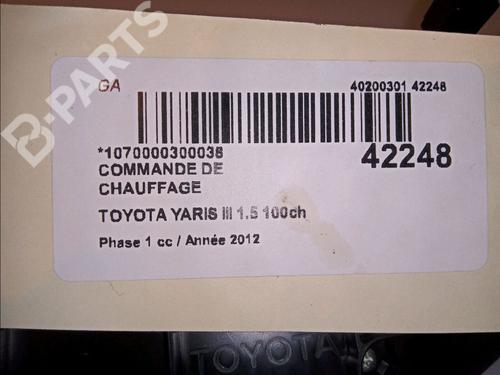 GA
40200301 42248
*1070000300036
42248
COMMANDE DE
CHAUFFAGE
TOYOTA YARIS III 1.5 100ch
Phase 1 cc / Année 2012
TOYOTA
B-PARTS